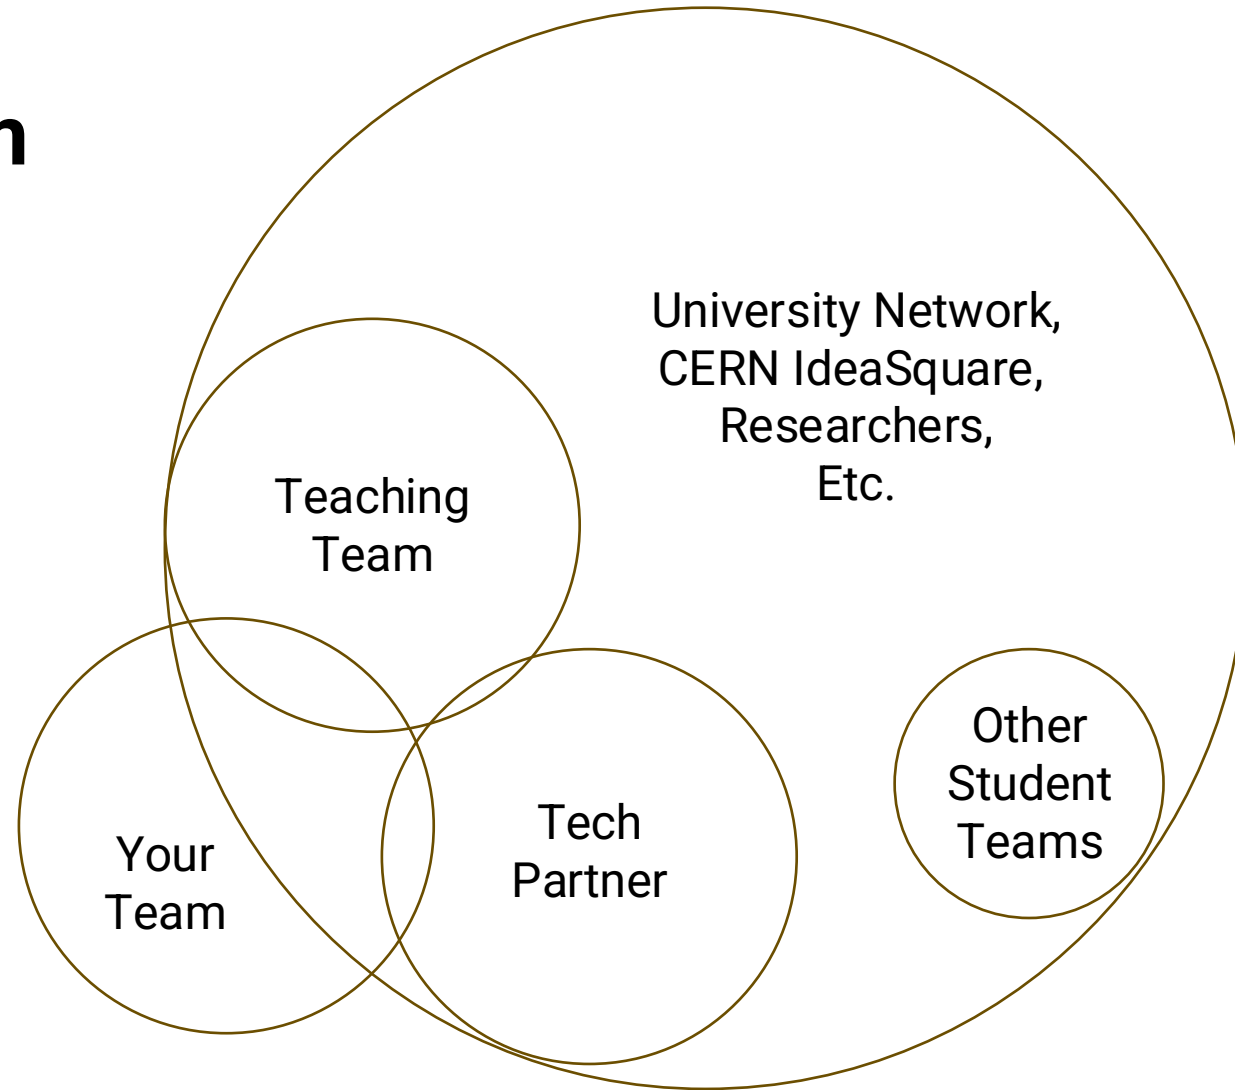 n
University Network,
CERN IdeaSquare,
Researchers,
Etc.
Teaching
Team
Other
Student
Teams
Tech
Partner
Your
Team